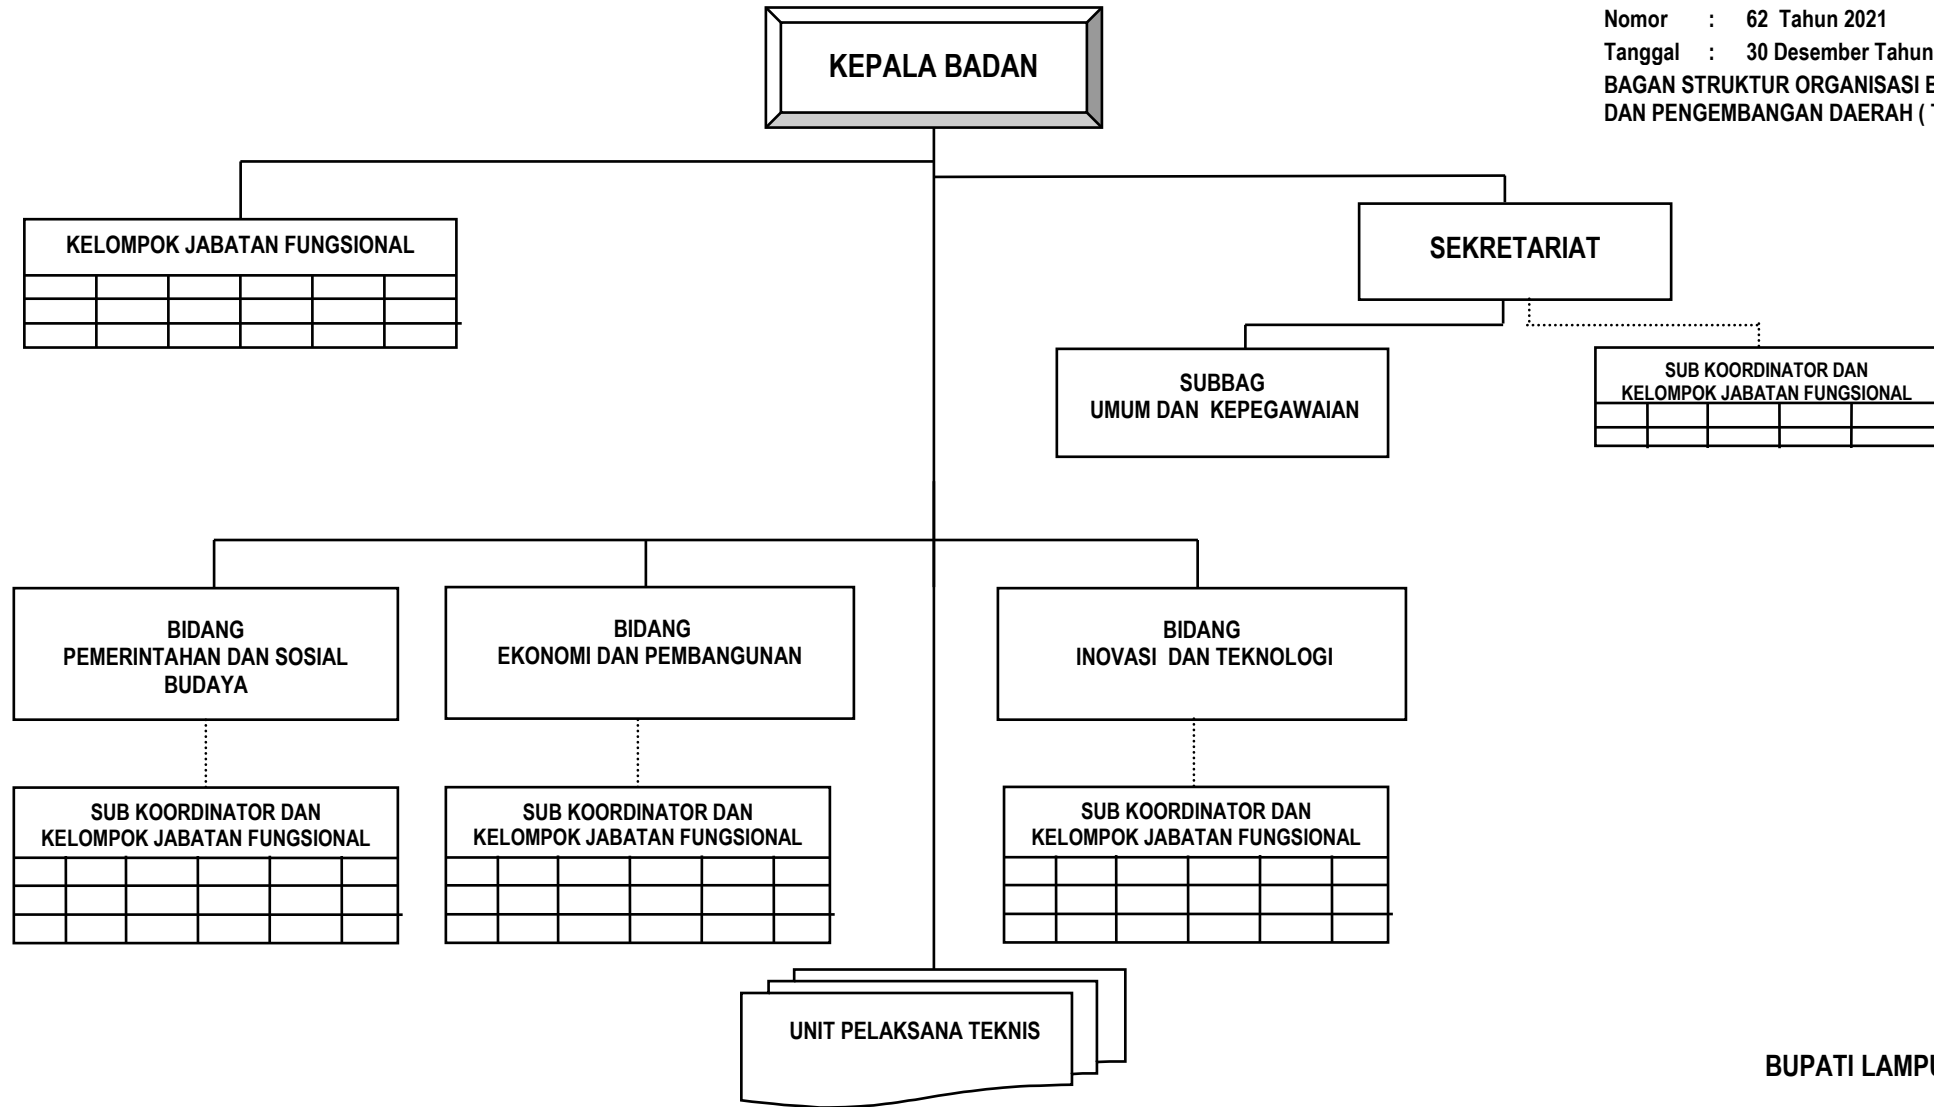 Nomor : 62 Tahun 2021
Tanggal : 30 Desember Tahun
BAGAN STRUKTUR ORGANISASI
DAN PENGEMBANGAN DAERAH (
KEPALA BADAN
KELOMPOK JABATAN FUNGSIONAL
SEKRETARIAT
SUBBAG
UMUM DAN KEPEGAWAIAN
SUB KOORDINATOR DAN
KELOMPOK JABATAN FUNGSIONAL
BIDANG
PEMERINTAHAN DAN SOSIAL
BUDAYA
BIDANG
EKONOMI DAN PEMBANGUNAN
BIDANG
INOVASI DAN TEKNOLOGI
SUB KOORDINATOR DAN
KELOMPOK JABATAN FUNGSIONAL
SUB KOORDINATOR DAN
KELOMPOK JABATAN FUNGSIONAL
SUB KOORDINATOR DAN
KELOMPOK JABATAN FUNGSIONAL
UNIT PELAKSANA TEKNIS
BUPATI